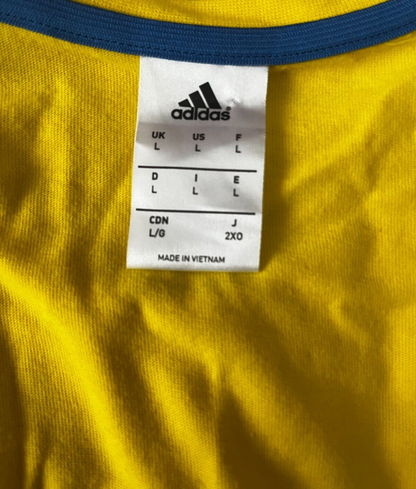 adidas®
UK US F
L L L
D I E
L L L
CDN J
L/G 2XO
MADE IN VIETNAM